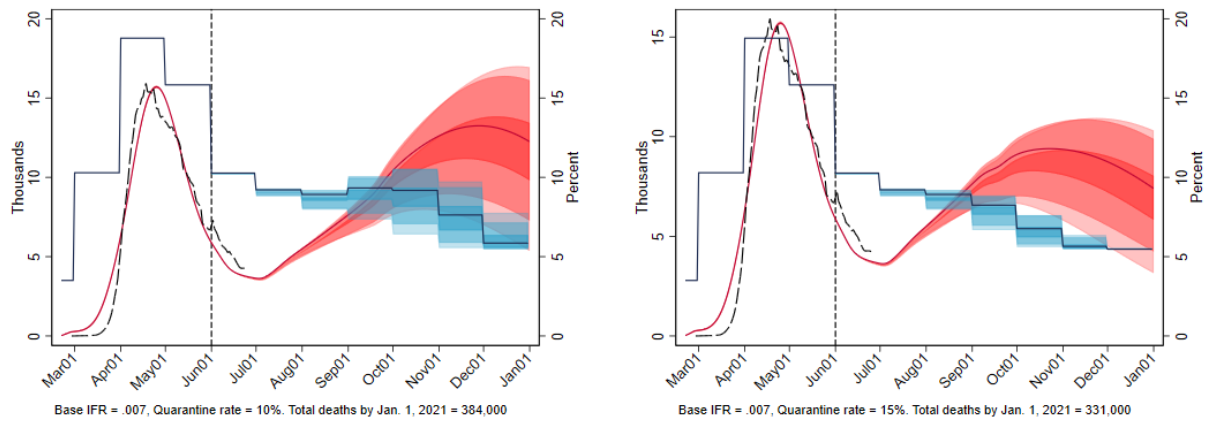 20
15
10
5
0
Thousands
20
15
10
5
0
Percent
Mar01
Apr01
May01
Jun01
Jul01
Aug01
Sep01
Oct01
Nov01
Dec01
Jan01
Base IFR = .007, Quarantine rate = 10%. Total deaths by Jan. 1, 2021 = 384,000
15
10
5
0
Thousands
20
15
10
5
0
Percent
Mar01
Apr01
May01
Jun01
Jul01
Aug01
Sep01
Oct01
Nov01
Dec01
Jan01
Base IFR = .007, Quarantine rate = 15%. Total deaths by Jan. 1, 2021 = 331,000